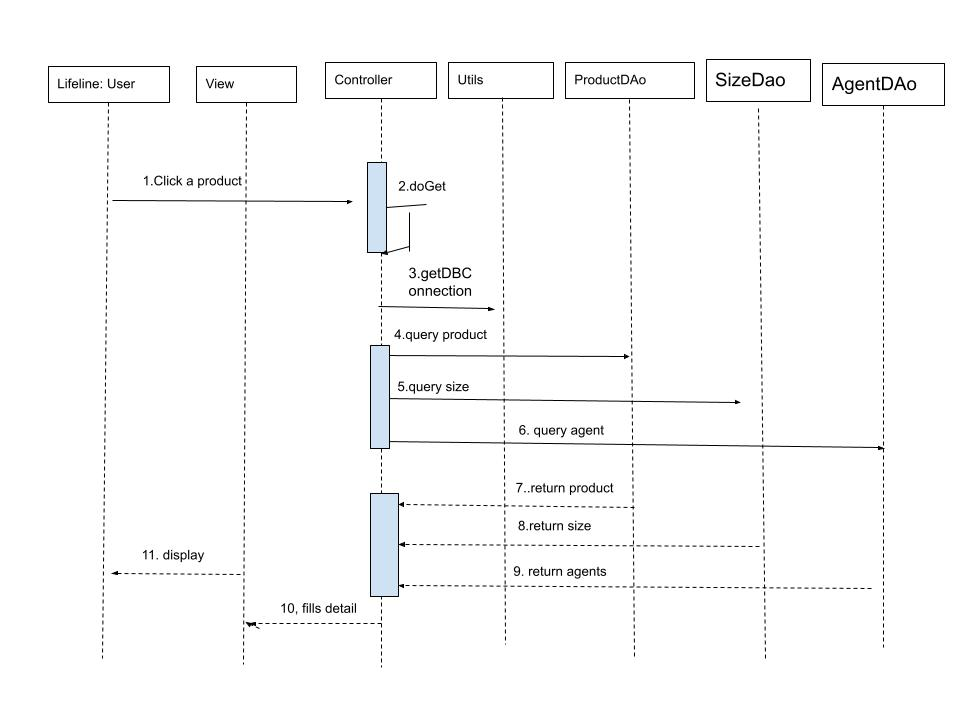 Lifeline: User
View
Controller
Utils
ProductDAo
SizeDao
AgentDAo
1.Click a product
2.doGet
3.getDBC
onnection
4.query product
5.query size
6. query agent
7..return product
8.return size
9. return agents
11. display
10, fills detail